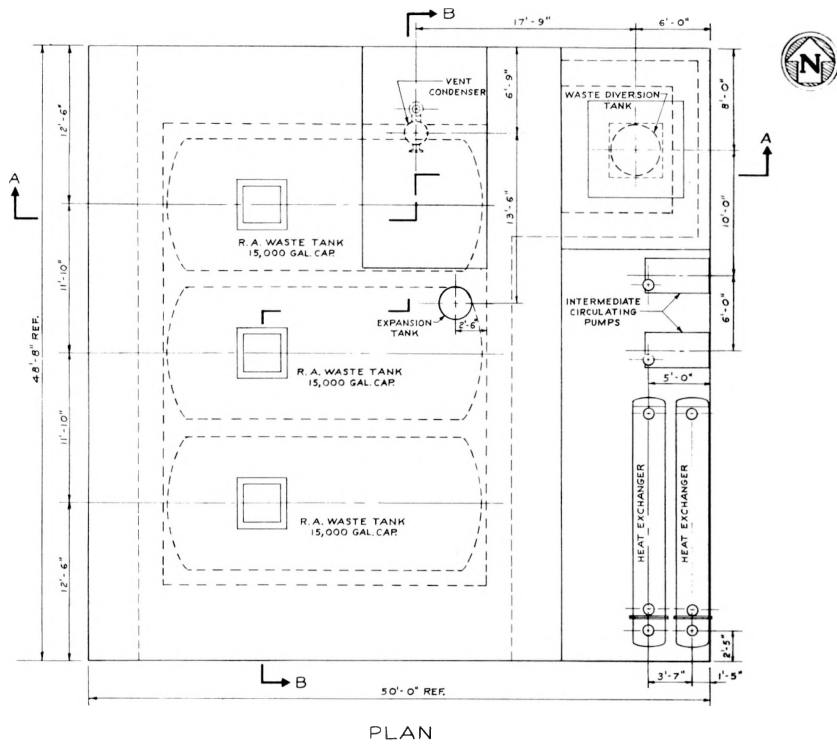 B
17'-9"
6'-0"
N
VENT
CONDENSER
6'-9"
WASTE DIVERSION
TANK
8'-0"
12'-6"
A
A
R.A. WASTE TANK
15,000 GAL. CAP.
13'-6"
10'-0"
11'-10"
48'-8" REF.
EXPANSION
TANK
2'-6"
INTERMEDIATE
CIRCULATING
PUMPS
6'-0"
R.A. WASTE TANK
15,000 GAL. CAP.
5'-0"
11'-10"
HEAT EXCHANGER
HEAT EXCHANGER
R.A. WASTE TANK
15,000 GAL. CAP.
12'-6"
2'-5"
B
3'-7"
1'-5"
50'-0" REF.
PLAN